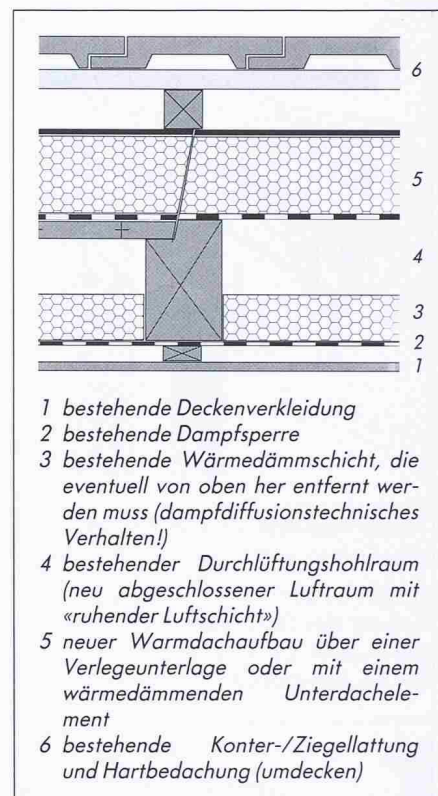 6
5
4
3
2
1
1 bestehende Deckenverkleidung
2 bestehende Dampfsperre
3 bestehende Wärmedämmschicht, die
eventuell von oben her entfernt wer-
den muss (dampfdiffusionstechnisches
Verhalten!)
4 bestehender Durchlüftungshohlraum
(neu abgeschlossener Luftraum mit
«ruhender Luftschicht»)
5 neuer Warmdachaufbau über einer
Verlegeunterlage oder mit einem
wärmedämmenden Unterdachele-
ment
6 bestehende Konter-/Ziegellattung
und Hartbedachung (umdecken)